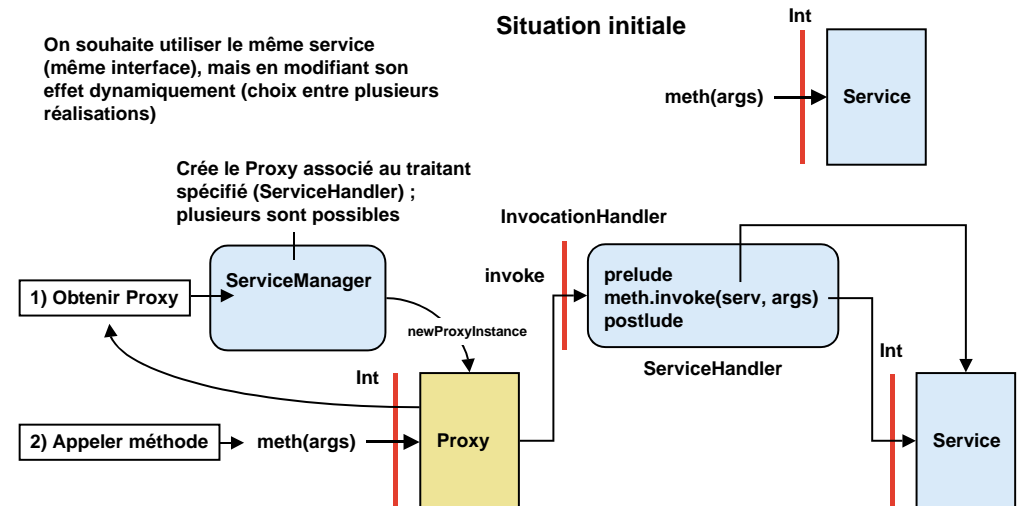 Situation initiale
Int
On souhaite utiliser le même service
(même interface), mais en modifiant son
effet dynamiquement (choix entre plusieurs
réalisations)
meth(args)
Service
Crée le Proxy associé au traitant
spécifié (ServiceHandler) ;
plusieurs sont possibles
InvocationHandler
ServiceManager
invoke
prelude
meth.invoke(serv, args)
postlude
1) Obtenir Proxy
newProxyInstance
ServiceHandler
Int
Int
2) Appeler méthode
meth(args)
Proxy
Service